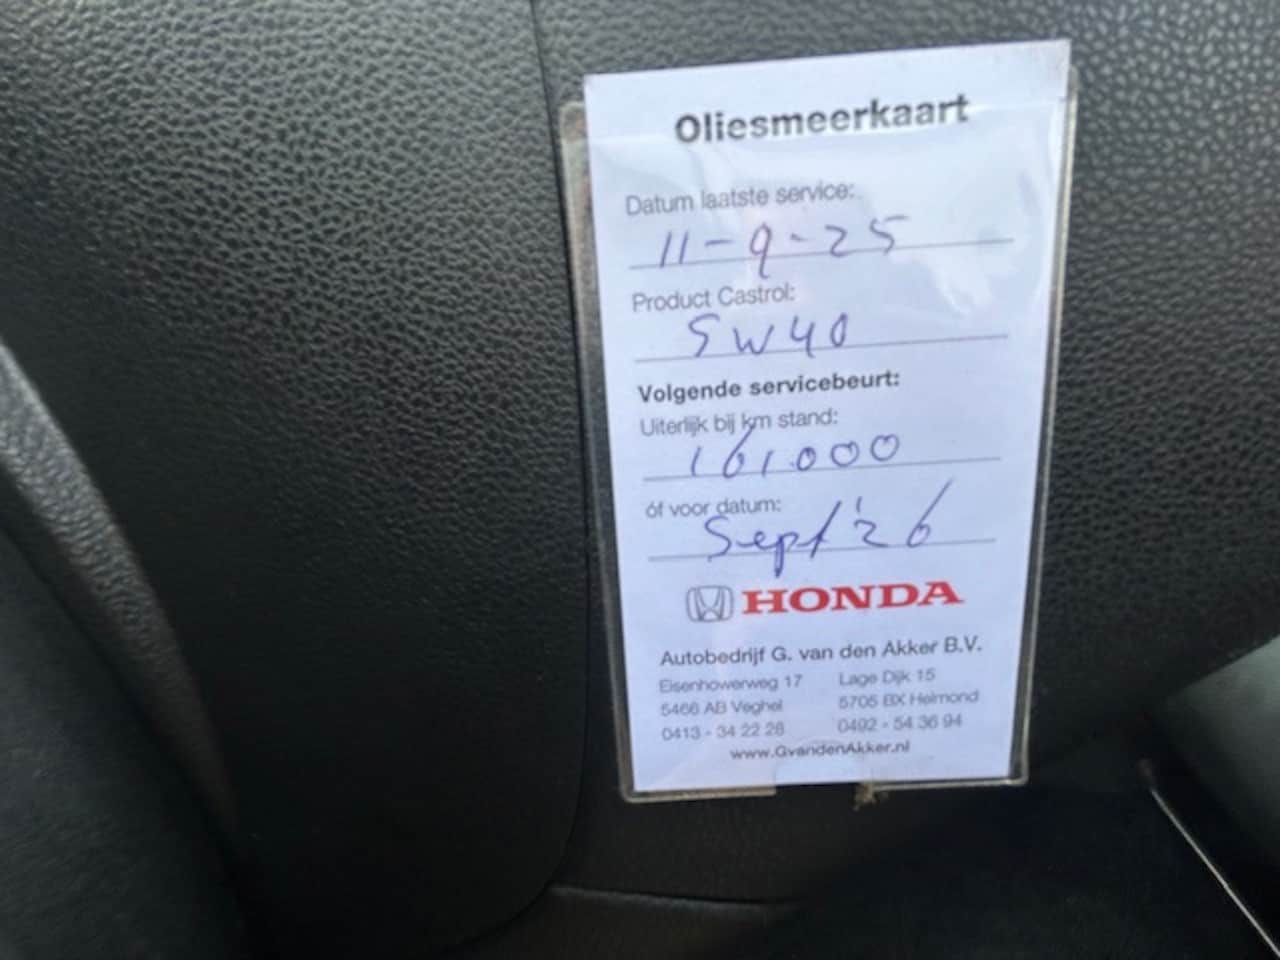 Oliesmeerkaart
Datum laatste service:
11-9-25
Product Castrol:
5W40
Volgende servicebeurt:
Uiterlijk bij km stand:
161.000
óf voor datum:
Sept '26
HONDA
Autobedrijf G. van den Akker B.V.
Eisenhowerweg 17
5466 AB Veghel
0413 - 34 22 28
Lage Dijk 15
5705 BX Helmond
0492 - 54 36 94
www.GvandenAkker.nl